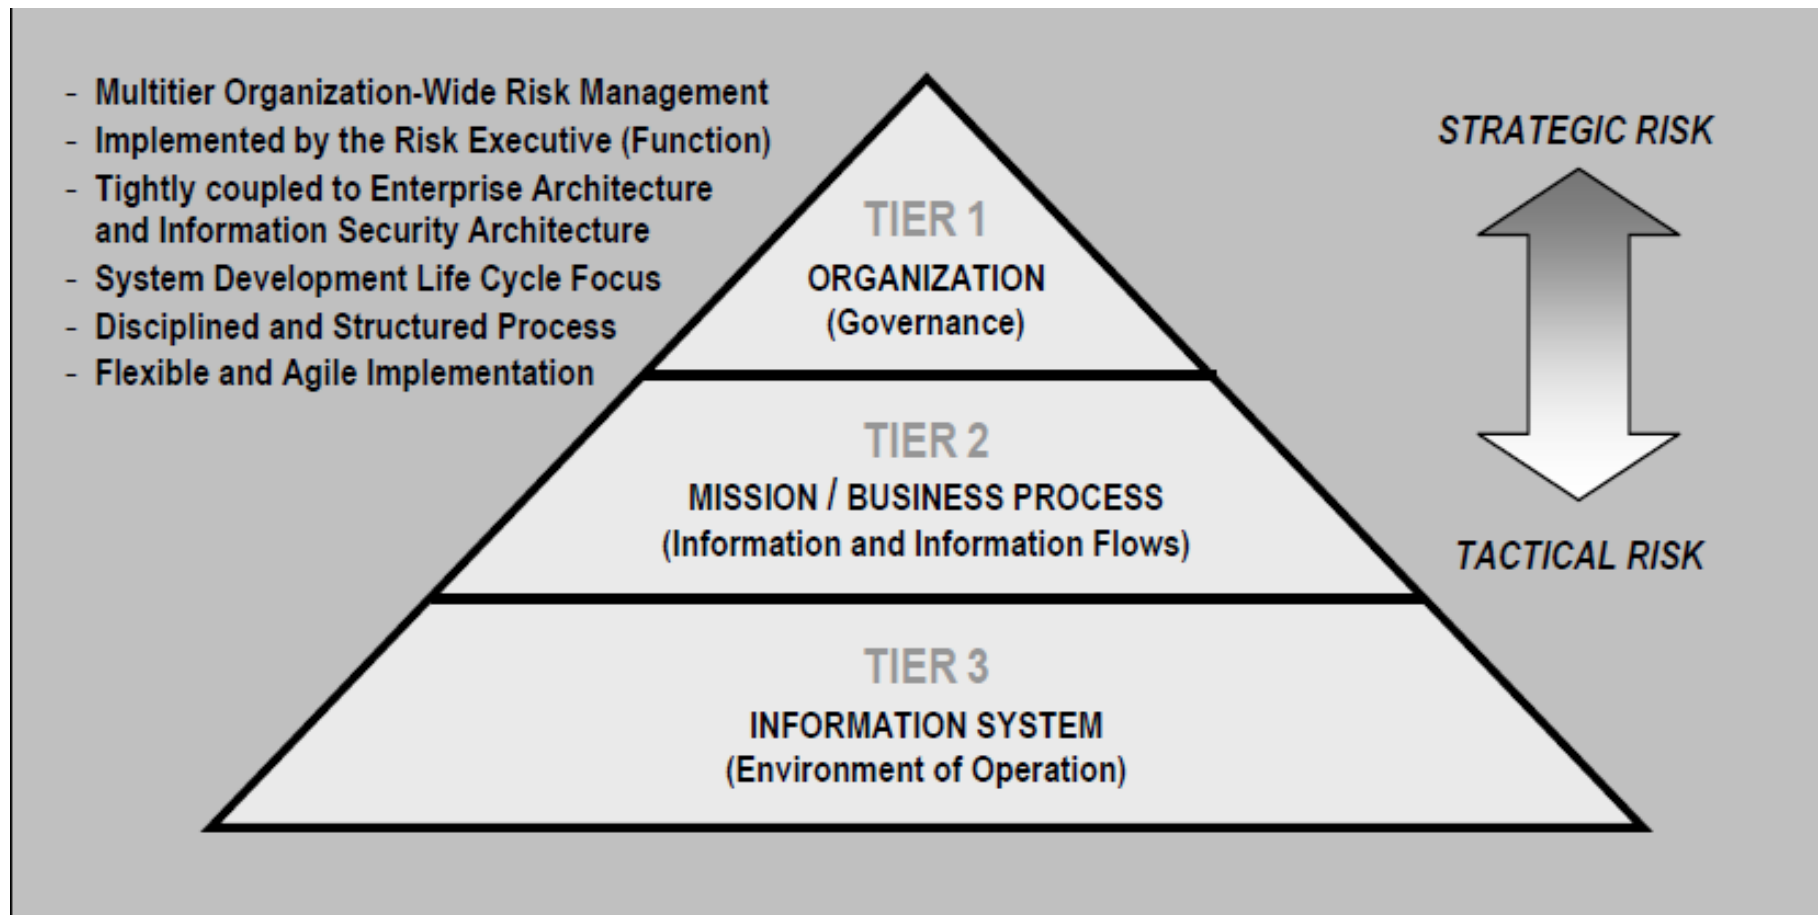 - Multitier Organization-Wide Risk Management
- Implemented by the Risk Executive (Function)
- Tightly coupled to Enterprise Architecture
and Information Security Architecture
- System Development Life Cycle Focus
- Disciplined and Structured Process
- Flexible and Agile Implementation
TIER 1
ORGANIZATION
(Governance)
TIER 2
MISSION / BUSINESS PROCESS
(Information and Information Flows)
TIER 3
INFORMATION SYSTEM
(Environment of Operation)
STRATEGIC RISK
TACTICAL RISK